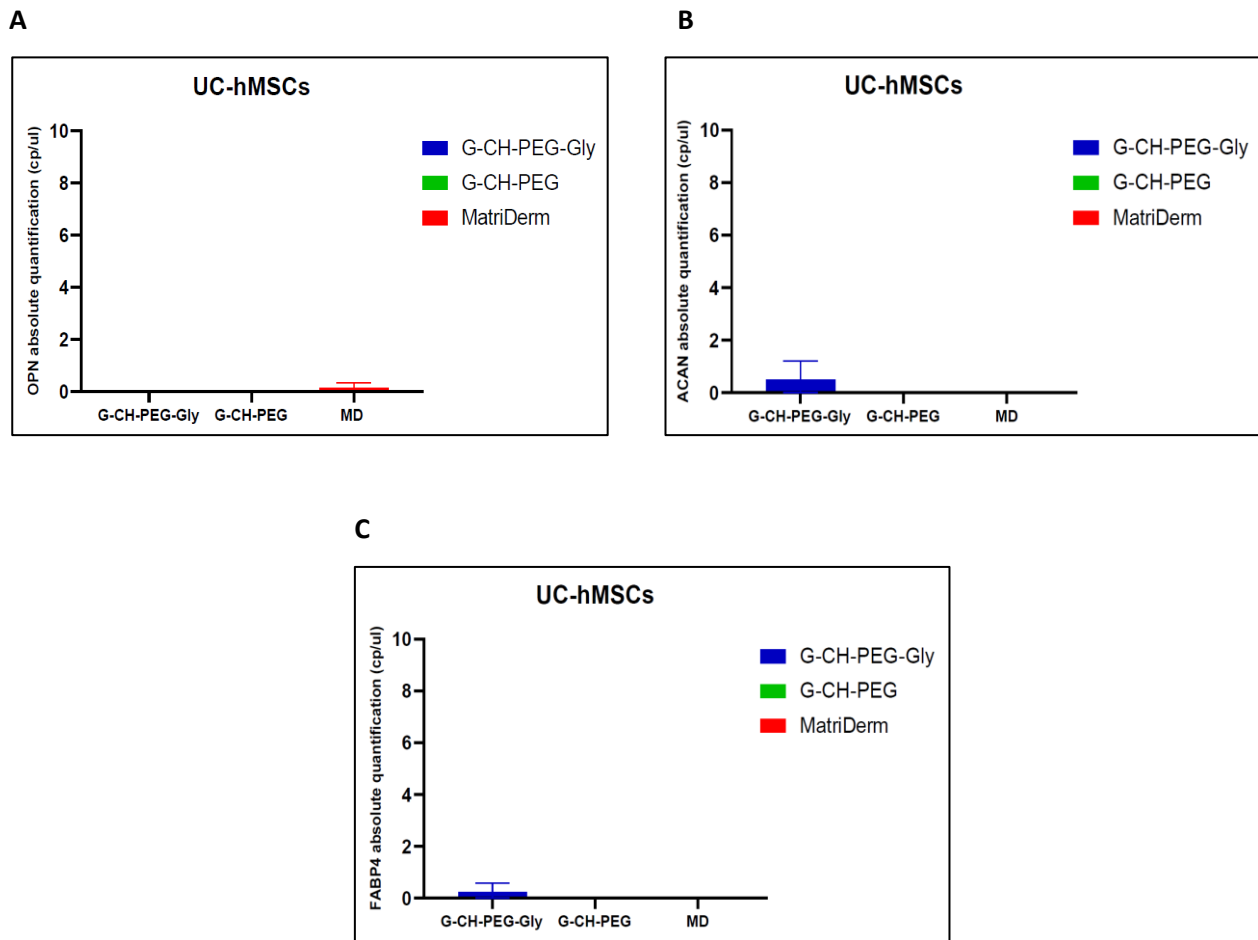 A
UC-hMSCs
OPN absolute quantification (cp/ul)
10
8
6
4
2
0
G-CH-PEG-Gly G-CH-PEG MD
G-CH-PEG-Gly
G-CH-PEG
MatriDerm
B
UC-hMSCs
ACAN absolute quantification (cp/ul)
10
8
6
4
2
0
G-CH-PEG-Gly G-CH-PEG MD
G-CH-PEG-Gly
G-CH-PEG
MatriDerm
C
UC-hMSCs
FABP4 absolute quantification (cp/ul)
10
8
6
4
2
0
G-CH-PEG-Gly G-CH-PEG MD
G-CH-PEG-Gly
G-CH-PEG
MatriDerm